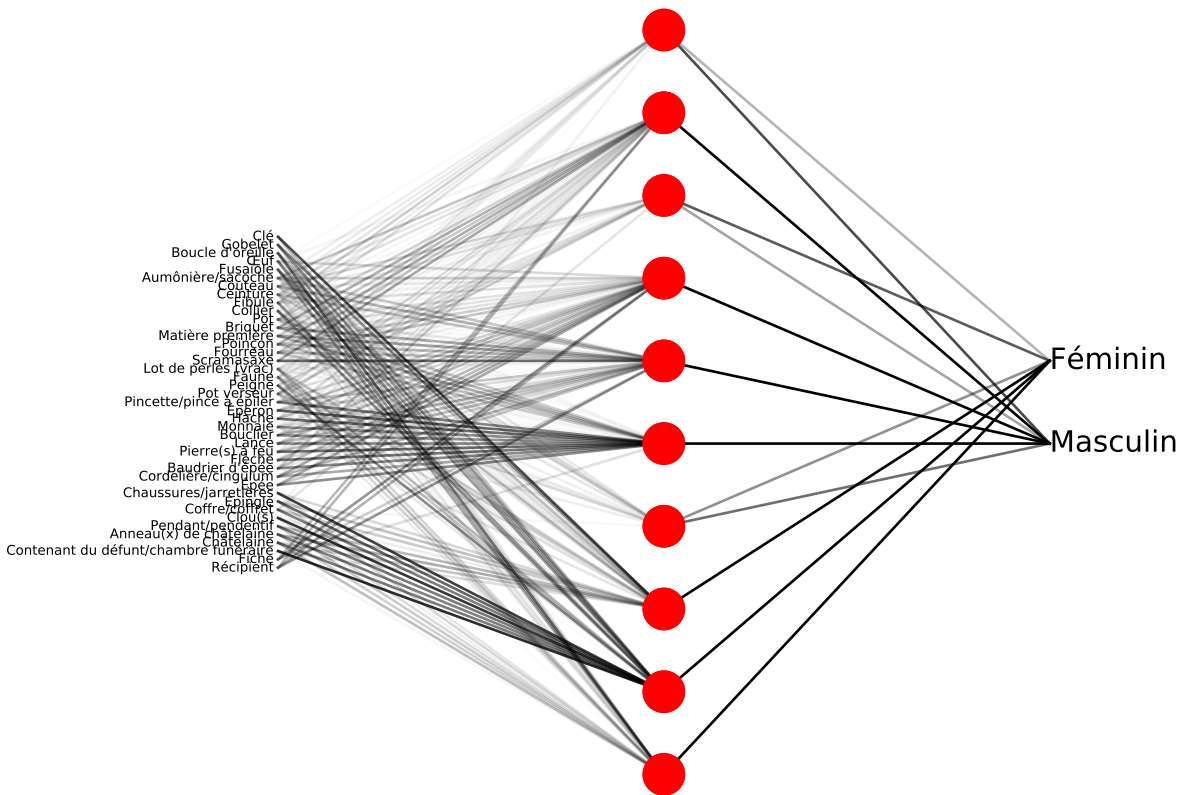 Clé
Gobelet
Boucle d'oreille
Œuf
Fusaïole
Aumônière/sacoche
Couteau
Ceinture
Fibule
Collier
Pot
Briquet
Matière première
Poinçon
Fourreau
Scramasaxe
Lot de perles (vrac)
Faune
Peigne
Pot verseur
Pincette/pince à épiler
Éperon
Hache
Monnaie
Bouclier
Lance
Pierre(s) à feu
Flèche
Baudrier d'épée
Cordelière/cingulum
Épée
Chaussures/jarretières
Épingle
Coffre/coffret
Clou(s)
Pendant/pendentif
Anneau(x) de châtelaine
Châtelaine
Contenant du défunt/chambre funéraire
Fiche
Récipient
Féminin
Masculin